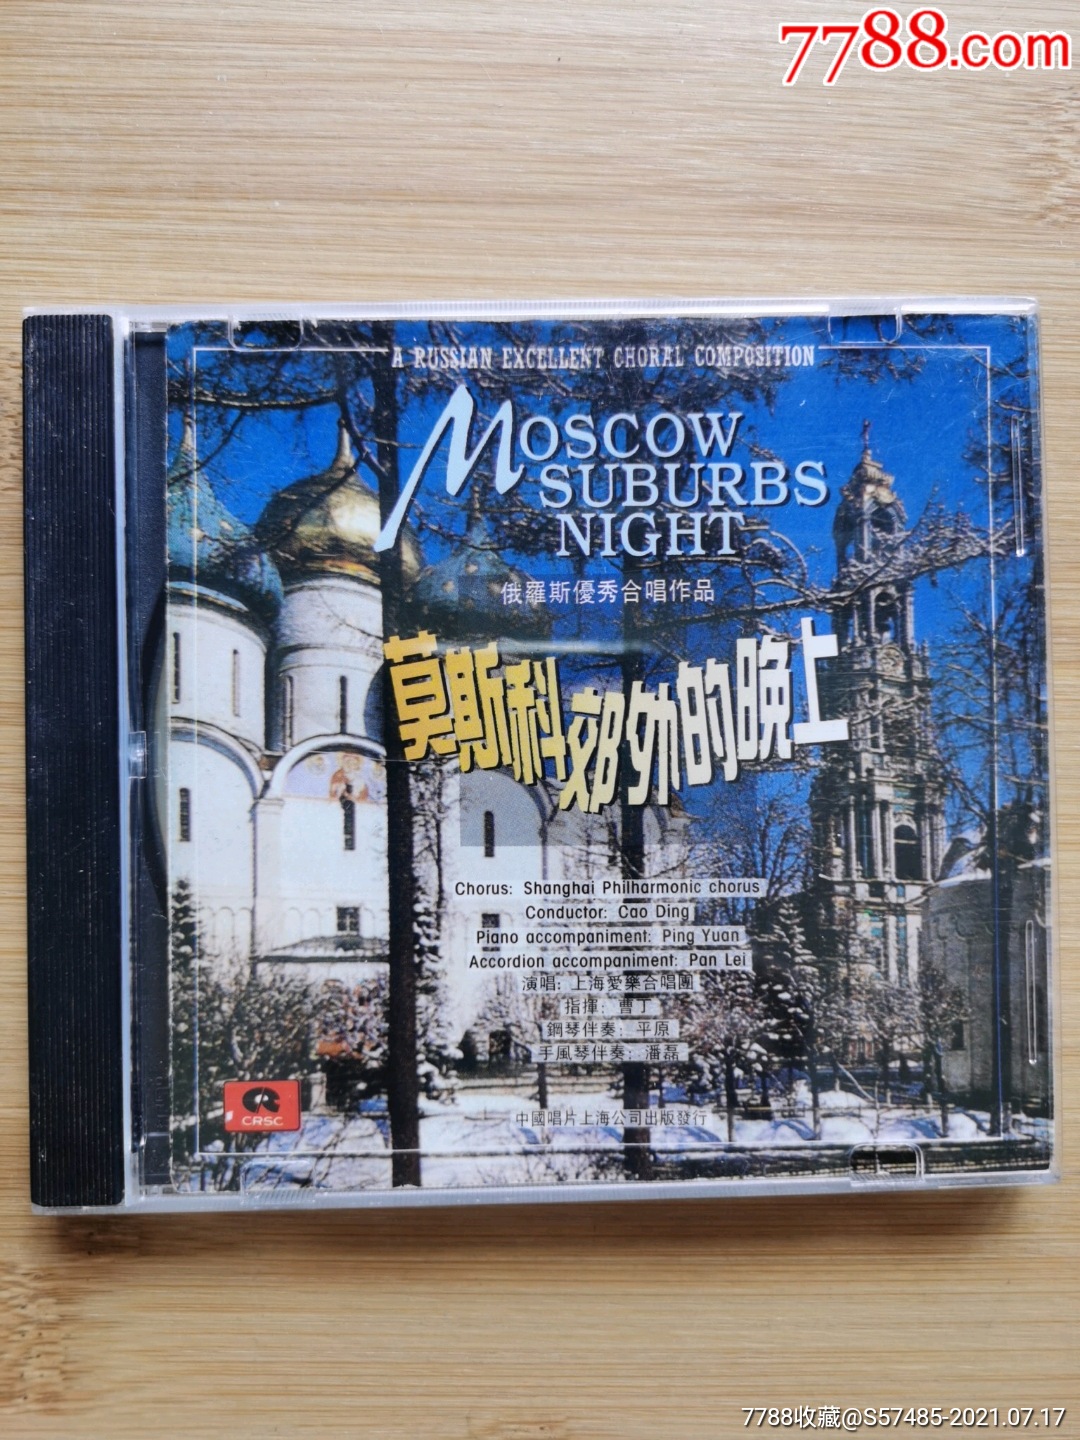 7788.com
A RUSSIAN EXCELLENT CHORAL COMPOSITION
MOSCOW
SUBURBS
NIGHT
俄羅斯優秀合唱作品
莫斯科郊外的晚上
Chorus: Shanghai Philharmonic chorus
Conductor: Cao Ding
Piano accompaniment: Ping Yuan
Accordion accompaniment: Pan Lei
演唱: 上海愛樂合唱團
指揮: 曹丁
鋼琴伴奏: 平原
手風琴伴奏: 潘磊
CRSC
中國唱片上海公司出版發行
7788收藏@S57485-2021.07.17